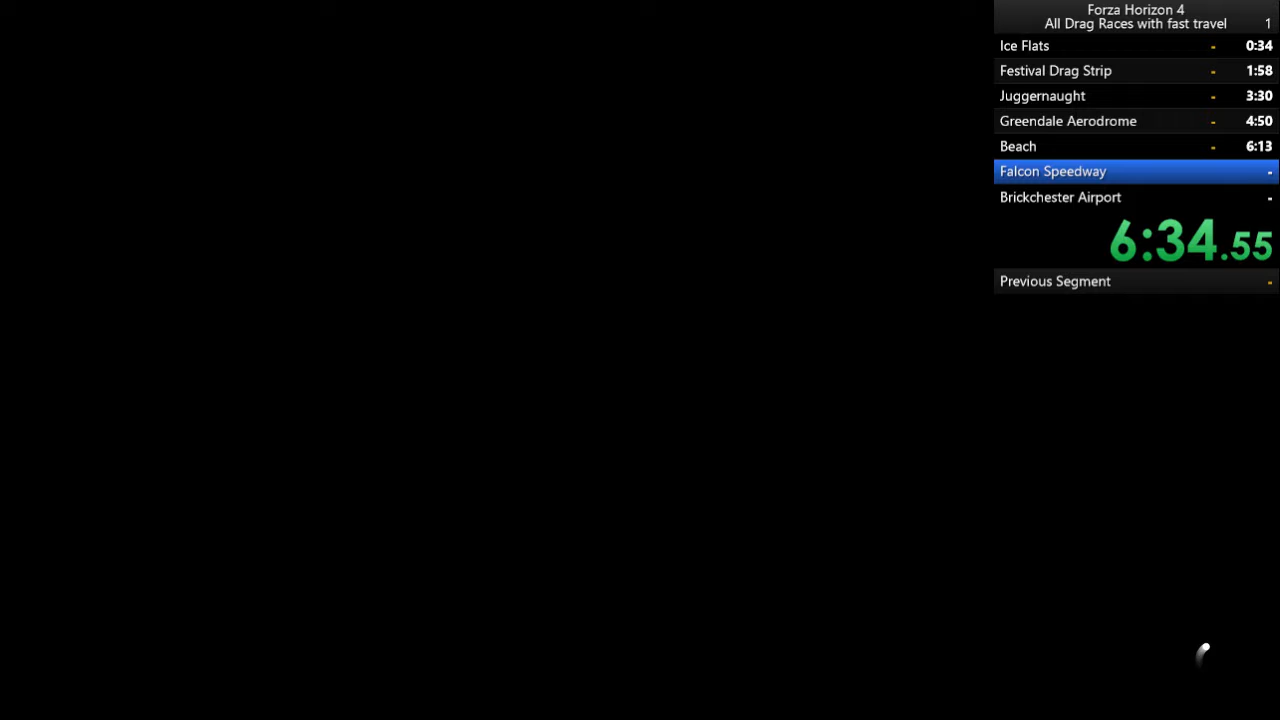 Forza Horizon 4
All Drag Races with fast travel 1
Ice Flats - 0:34
Festival Drag Strip - 1:58
Juggernaught - 3:30
Greendale Aerodrome - 4:50
Beach - 6:13
Falcon Speedway -
Brickchester Airport -
6:34.55
Previous Segment -